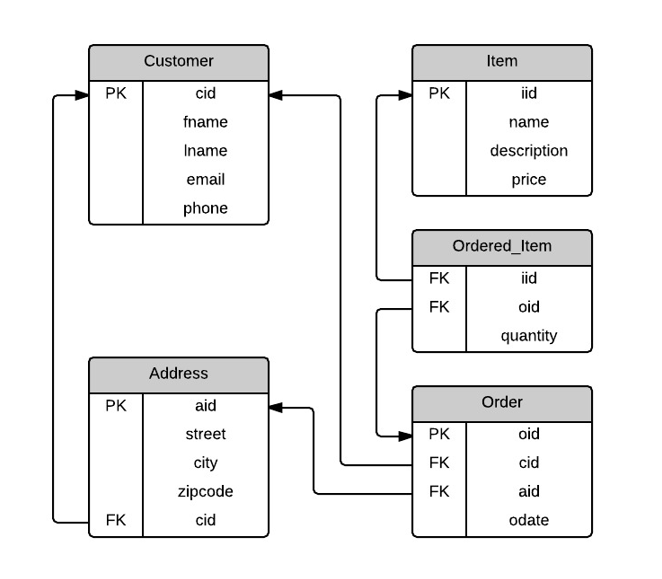 Customer
PK cid
fname
lname
email
phone
Item
PK iid
name
description
price
Ordered_Item
FK iid
FK oid
quantity
Address
PK aid
street
city
zipcode
FK cid
Order
PK oid
FK cid
FK aid
odate